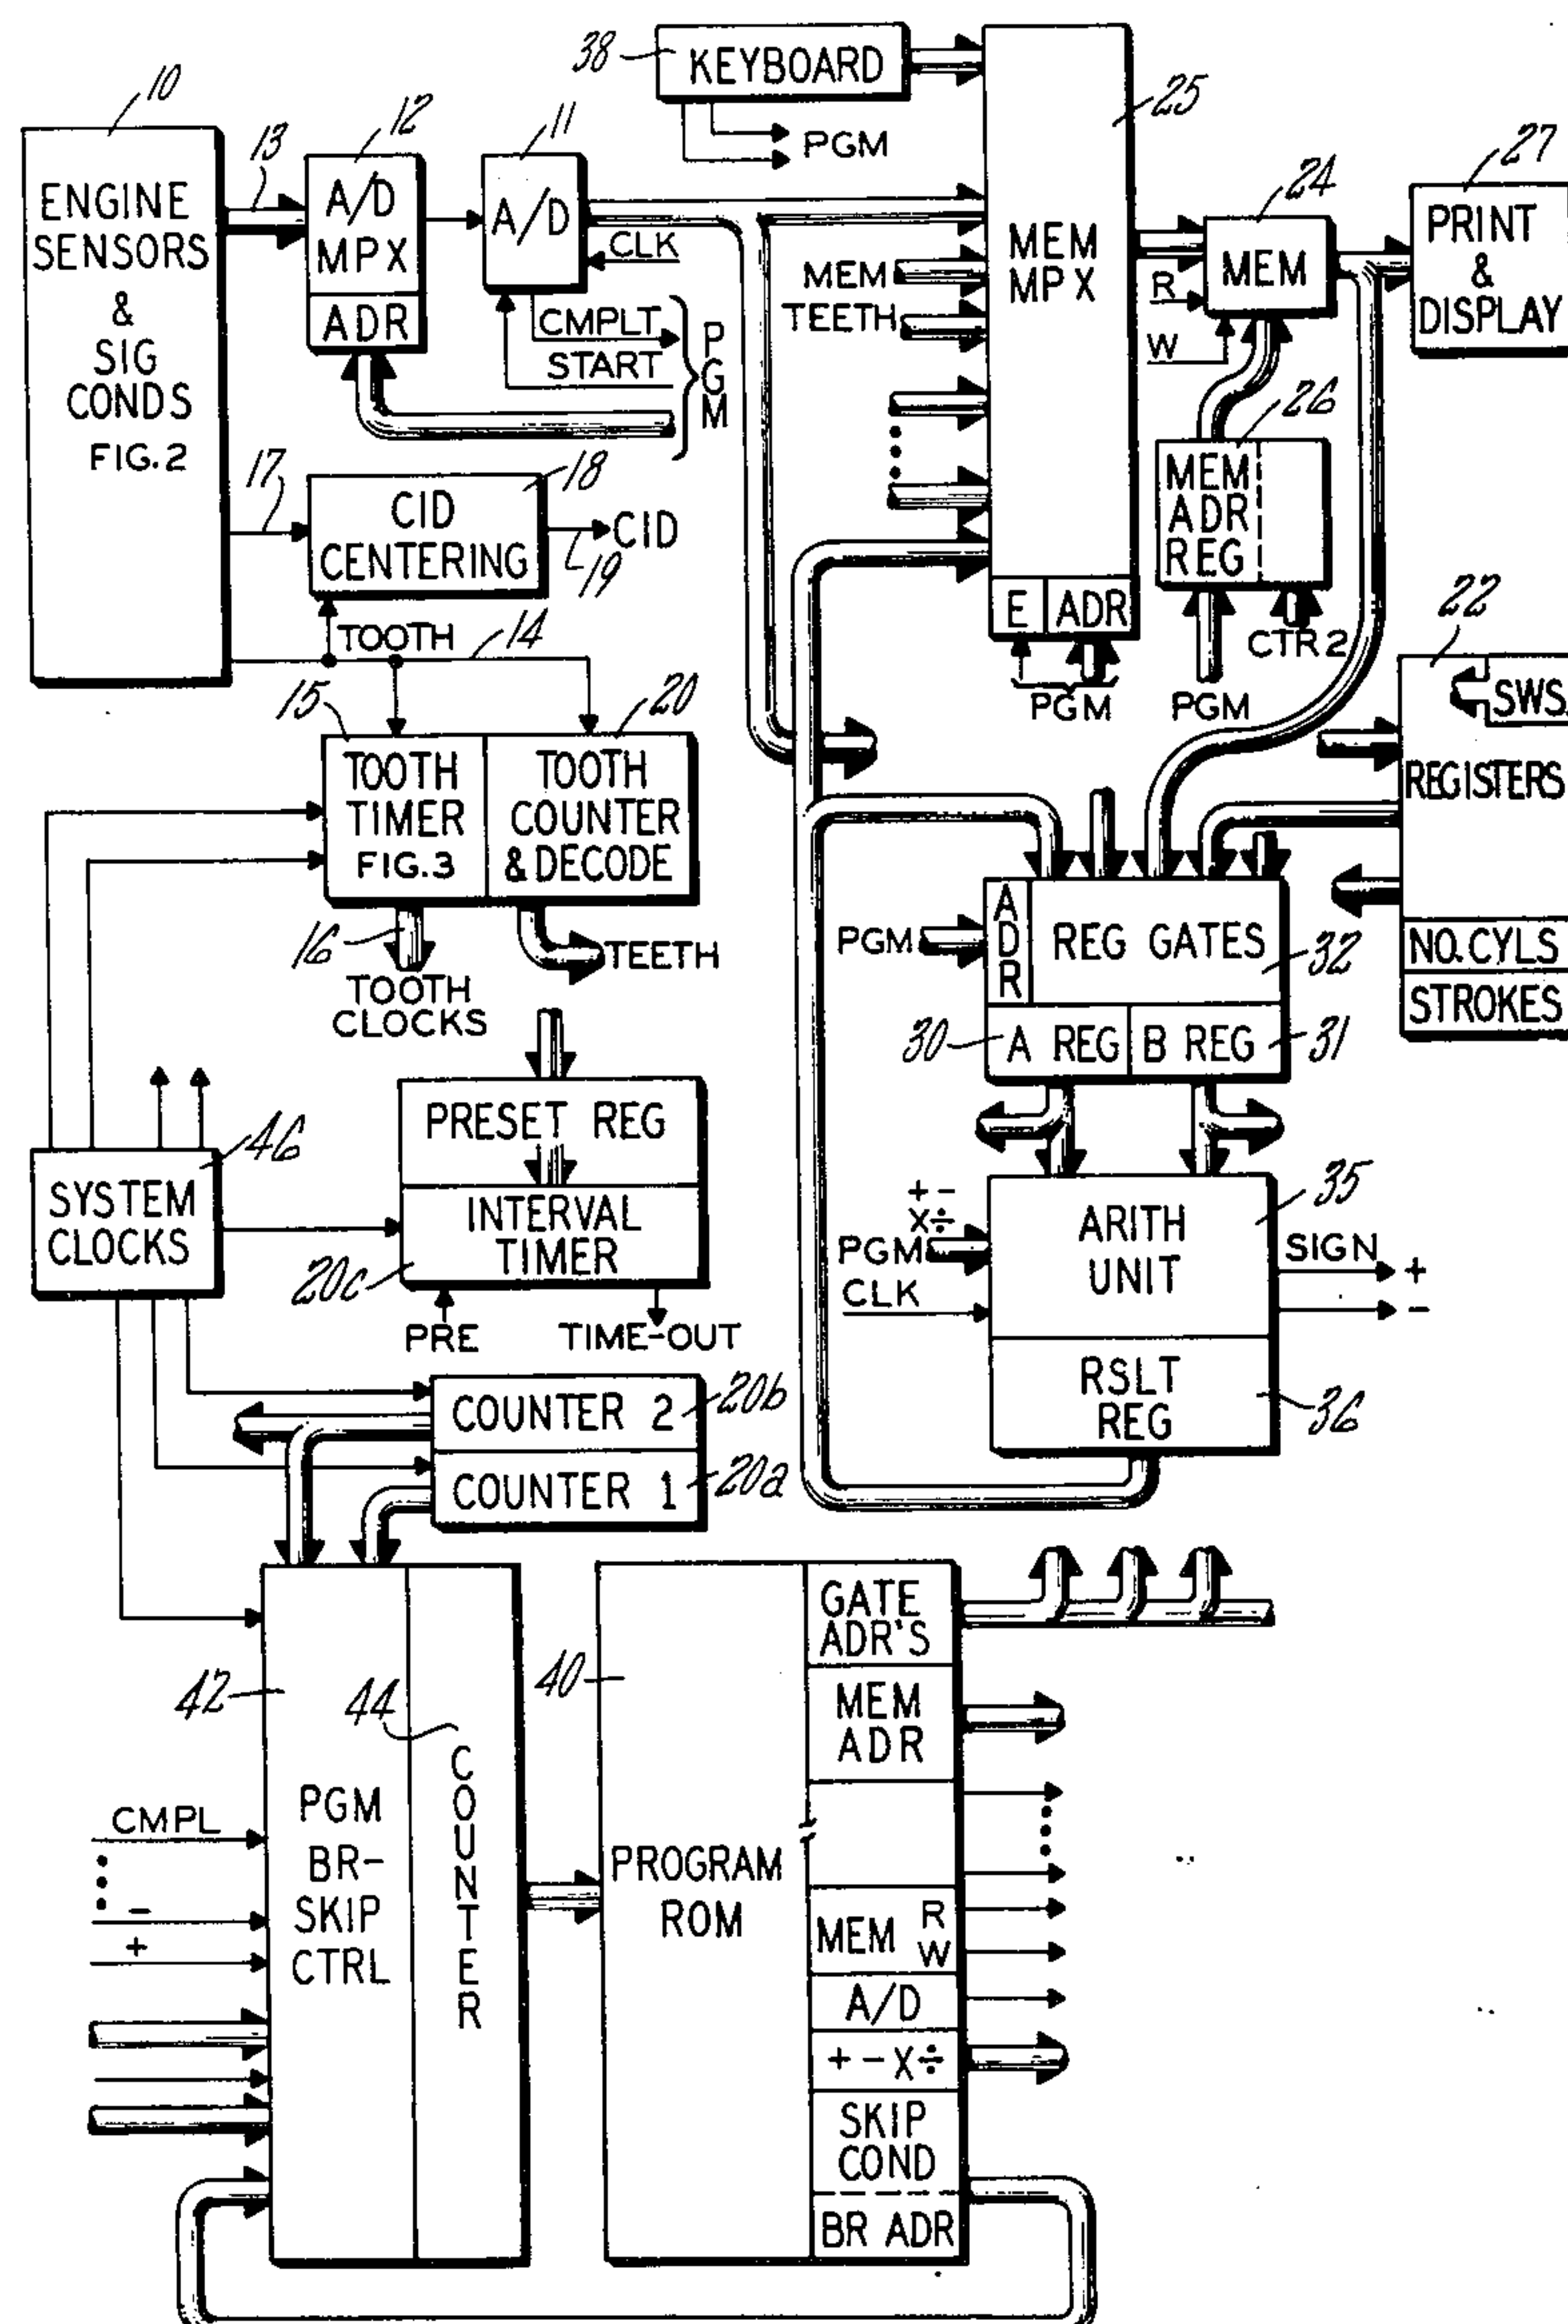 10
ENGINE
SENSORS
&
SIG
CONDS
FIG. 2
13
12
A/D
MPX
ADR
11
A/D
CLK
CMPLT
START
PGM
38
KEYBOARD
PGM
25
MEM
MPX
MEM
TEETH
E
ADR
PGM
24
MEM
R
W
27
PRINT
&
DISPLAY
26
MEM
ADR
REG
CTR 2
PGM
17
18
CID
CENTERING
CID
19
TOOTH
14
15
TOOTH
TIMER
FIG. 3
20
TOOTH
COUNTER
& DECODE
16
TOOTH
CLOCKS
TEETH
22
SWS
REGISTERS
NO. CYLS
STROKES
PGM
ADR
REG GATES
32
30
A REG
B REG
31
PRESET REG
INTERVAL
TIMER
20c
PRE
TIME-OUT
46
SYSTEM
CLOCKS
+ -
X÷
PGM
CLK
ARITH
UNIT
35
SIGN
+
-
RSLT
REG
36
COUNTER 2
20b
COUNTER 1
20a
42
44
PGM
BR-
SKIP
CTRL
COUNTER
CMPL
-
+
40
PROGRAM
ROM
GATE
ADR'S
MEM
ADR
MEM R
W
A/D
+ - X ÷
SKIP
COND
BR ADR